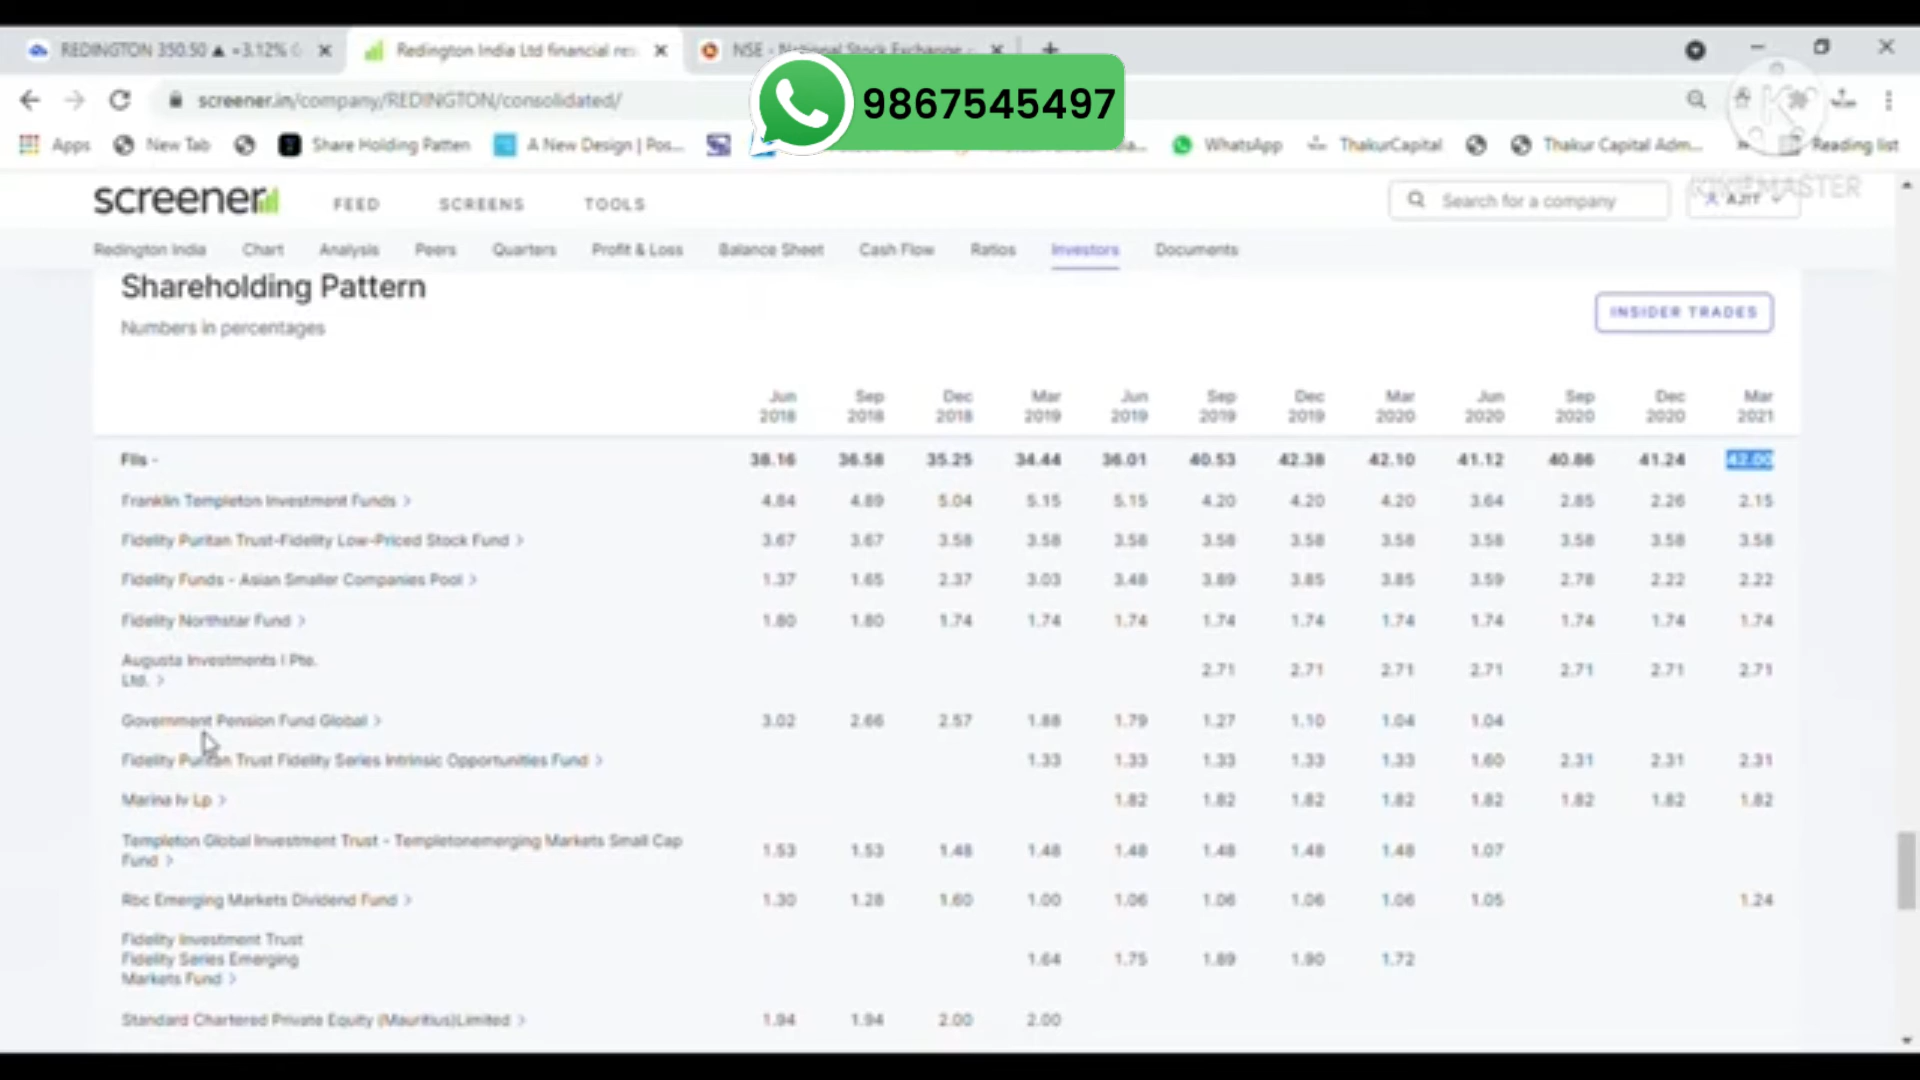 REDINGTON 350.50 ▲ +3.12%
Redington India Ltd financial res
NSE - National Stock Exchange -
screener.in/company/REDINGTON/consolidated/
9867545497
Apps
New Tab
Share Holding Patten
A New Design | Pos...
WhatsApp
ThakurCapital
Thakur Capital Adm...
Reading list
KINEMASTER
screener
FEED
SCREENS
TOOLS
Search for a company
AJIT
Redington India
Chart
Analysis
Peers
Quarters
Profit & Loss
Balance Sheet
Cash Flow
Ratios
Investors
Documents
Shareholding Pattern
Numbers in percentages
INSIDER TRADES
Jun 2018 Sep 2018 Dec 2018 Mar 2019 Jun 2019 Sep 2019 Dec 2019 Mar 2020 Jun 2020 Sep 2020 Dec 2020 Mar 2021
FIIs - 38.16 36.58 35.25 34.44 36.01 40.53 42.38 42.10 41.12 40.86 41.24 42.00
Franklin Templeton Investment Funds > 4.84 4.89 5.04 5.15 5.15 4.20 4.20 4.20 3.64 2.85 2.26 2.15
Fidelity Puritan Trust-Fidelity Low-Priced Stock Fund > 3.67 3.67 3.58 3.58 3.58 3.58 3.58 3.58 3.58 3.58 3.58 3.58
Fidelity Funds - Asian Smaller Companies Pool > 1.37 1.65 2.37 3.03 3.48 3.89 3.85 3.85 3.59 2.78 2.22 2.22
Fidelity Northstar Fund > 1.80 1.80 1.74 1.74 1.74 1.74 1.74 1.74 1.74 1.74 1.74 1.74
Augusta Investments I Pte.
Ltd. > 2.71 2.71 2.71 2.71 2.71 2.71 2.71
Government Pension Fund Global > 3.02 2.66 2.57 1.88 1.79 1.27 1.10 1.04 1.04
Fidelity Puritan Trust Fidelity Series Intrinsic Opportunities Fund > 1.33 1.33 1.33 1.33 1.33 1.60 2.31 2.31 2.31
Marina Iv Lp > 1.82 1.82 1.82 1.82 1.82 1.82 1.82 1.82
Templeton Global Investment Trust - Templetonemerging Markets Small Cap
Fund > 1.53 1.53 1.48 1.48 1.48 1.48 1.48 1.48 1.07
Rbc Emerging Markets Dividend Fund > 1.30 1.28 1.60 1.00 1.06 1.06 1.06 1.06 1.05 1.24
Fidelity Investment Trust
Fidelity Series Emerging
Markets Fund > 1.64 1.75 1.89 1.90 1.72
Standard Chartered Private Equity (Mauritius)Limited > 1.94 1.94 2.00 2.00